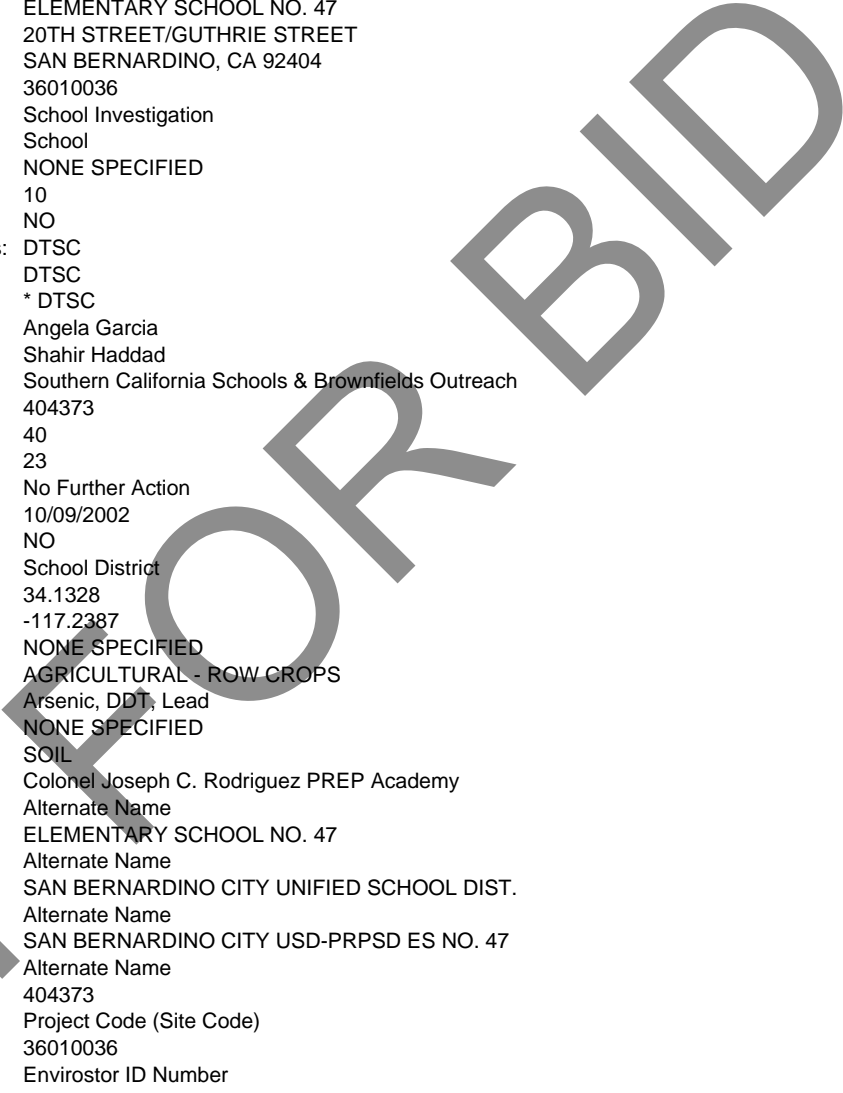 ELEMENTARY SCHOOL NO. 47
20TH STREET/GUTHRIE STREET
SAN BERNARDINO, CA 92404
36010036
School Investigation
School
NONE SPECIFIED
10
NO
s: DTSC
DTSC
* DTSC
Angela Garcia
Shahir Haddad
Southern California Schools & Brownfields Outreach
404373
40
23
No Further Action
10/09/2002
NO
School District
34.1328
-117.2387
NONE SPECIFIED
AGRICULTURAL - ROW CROPS
Arsenic, DDT, Lead
NONE SPECIFIED
SOIL
Colonel Joseph C. Rodriguez PREP Academy
Alternate Name
ELEMENTARY SCHOOL NO. 47
Alternate Name
SAN BERNARDINO CITY UNIFIED SCHOOL DIST.
Alternate Name
SAN BERNARDINO CITY USD-PRPSD ES NO. 47
Alternate Name
404373
Project Code (Site Code)
36010036
Envirostor ID Number
FOR BID